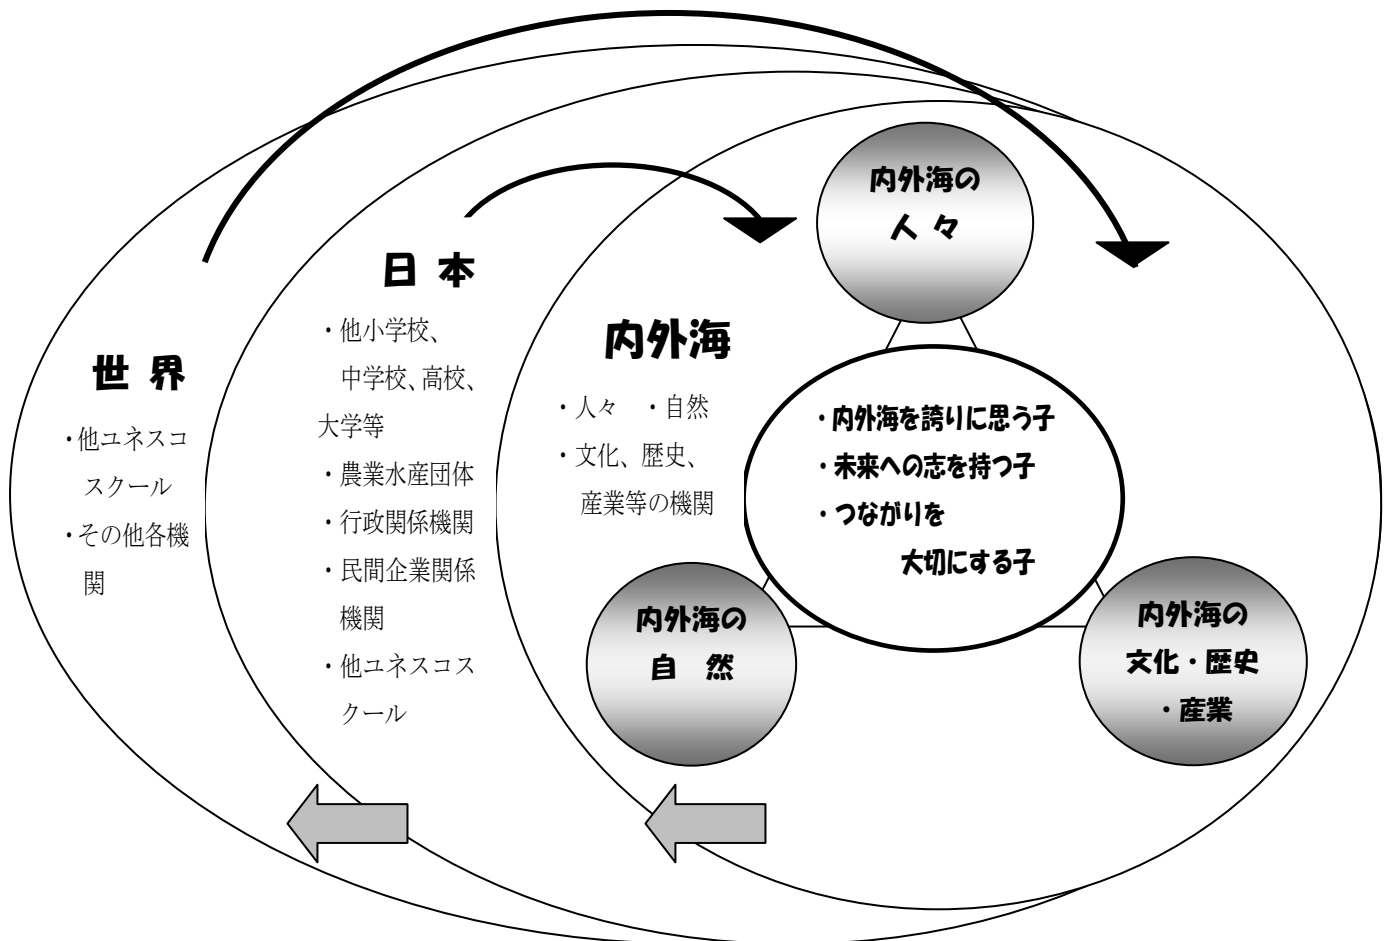 世 界
・他ユネスコ
スクール
・その他各機
関
日 本
・他小学校、
中学校、高校、
大学等
・農業水産団体
・行政関係機関
・民間企業関係
機関
・他ユネスコス
クール
内外海
・人々 ・自然
・文化、歴史、
産業等の機関
内外海の
人 々
・内外海を誇りに思う子
・未来への志を持つ子
・つながりを
大切にする子
内外海の
自 然
内外海の
文化・歴史
・産業